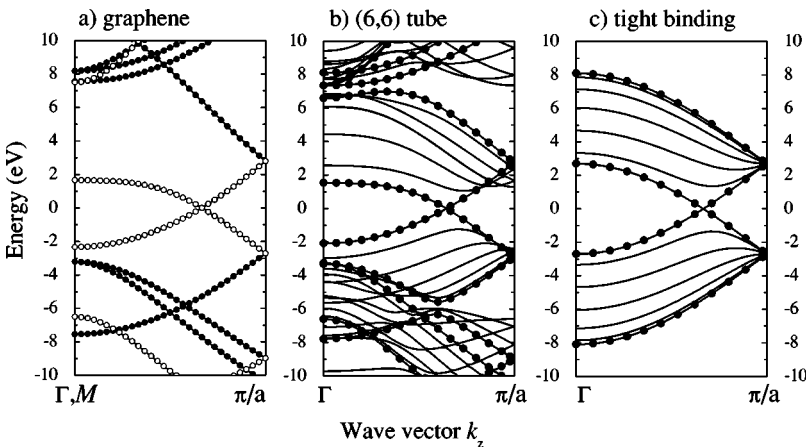 a) graphene b) (6,6) tube c) tight binding
10 10 10 10
8 8 8 8
6 6 6 6
4 4 4 4
2 2 2 2
0 0 0 0
-2 -2 -2 -2
-4 -4 -4 -4
-6 -6 -6 -6
-8 -8 -8 -8
-10 -10 -10 -10
Energy (eV)
Γ,M π/a Γ π/a Γ π/a
Wave vector k_z